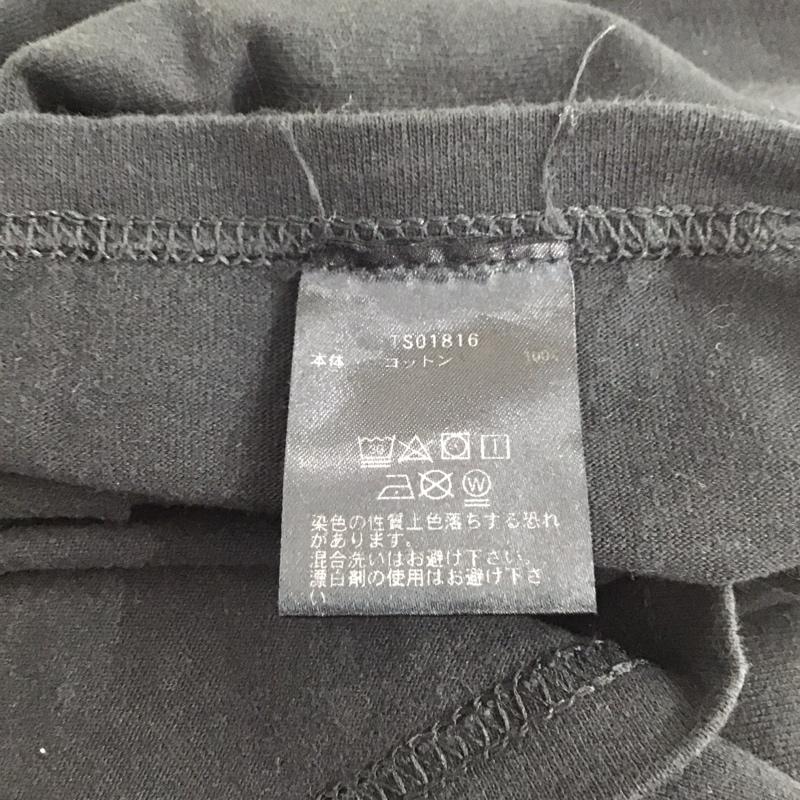 TS01816
本体 コットン 100%
W
染色の性質上色落ちする恐れ
があります。
混合洗いはお避け下さい。
漂白剤の使用はお避け下さ
い